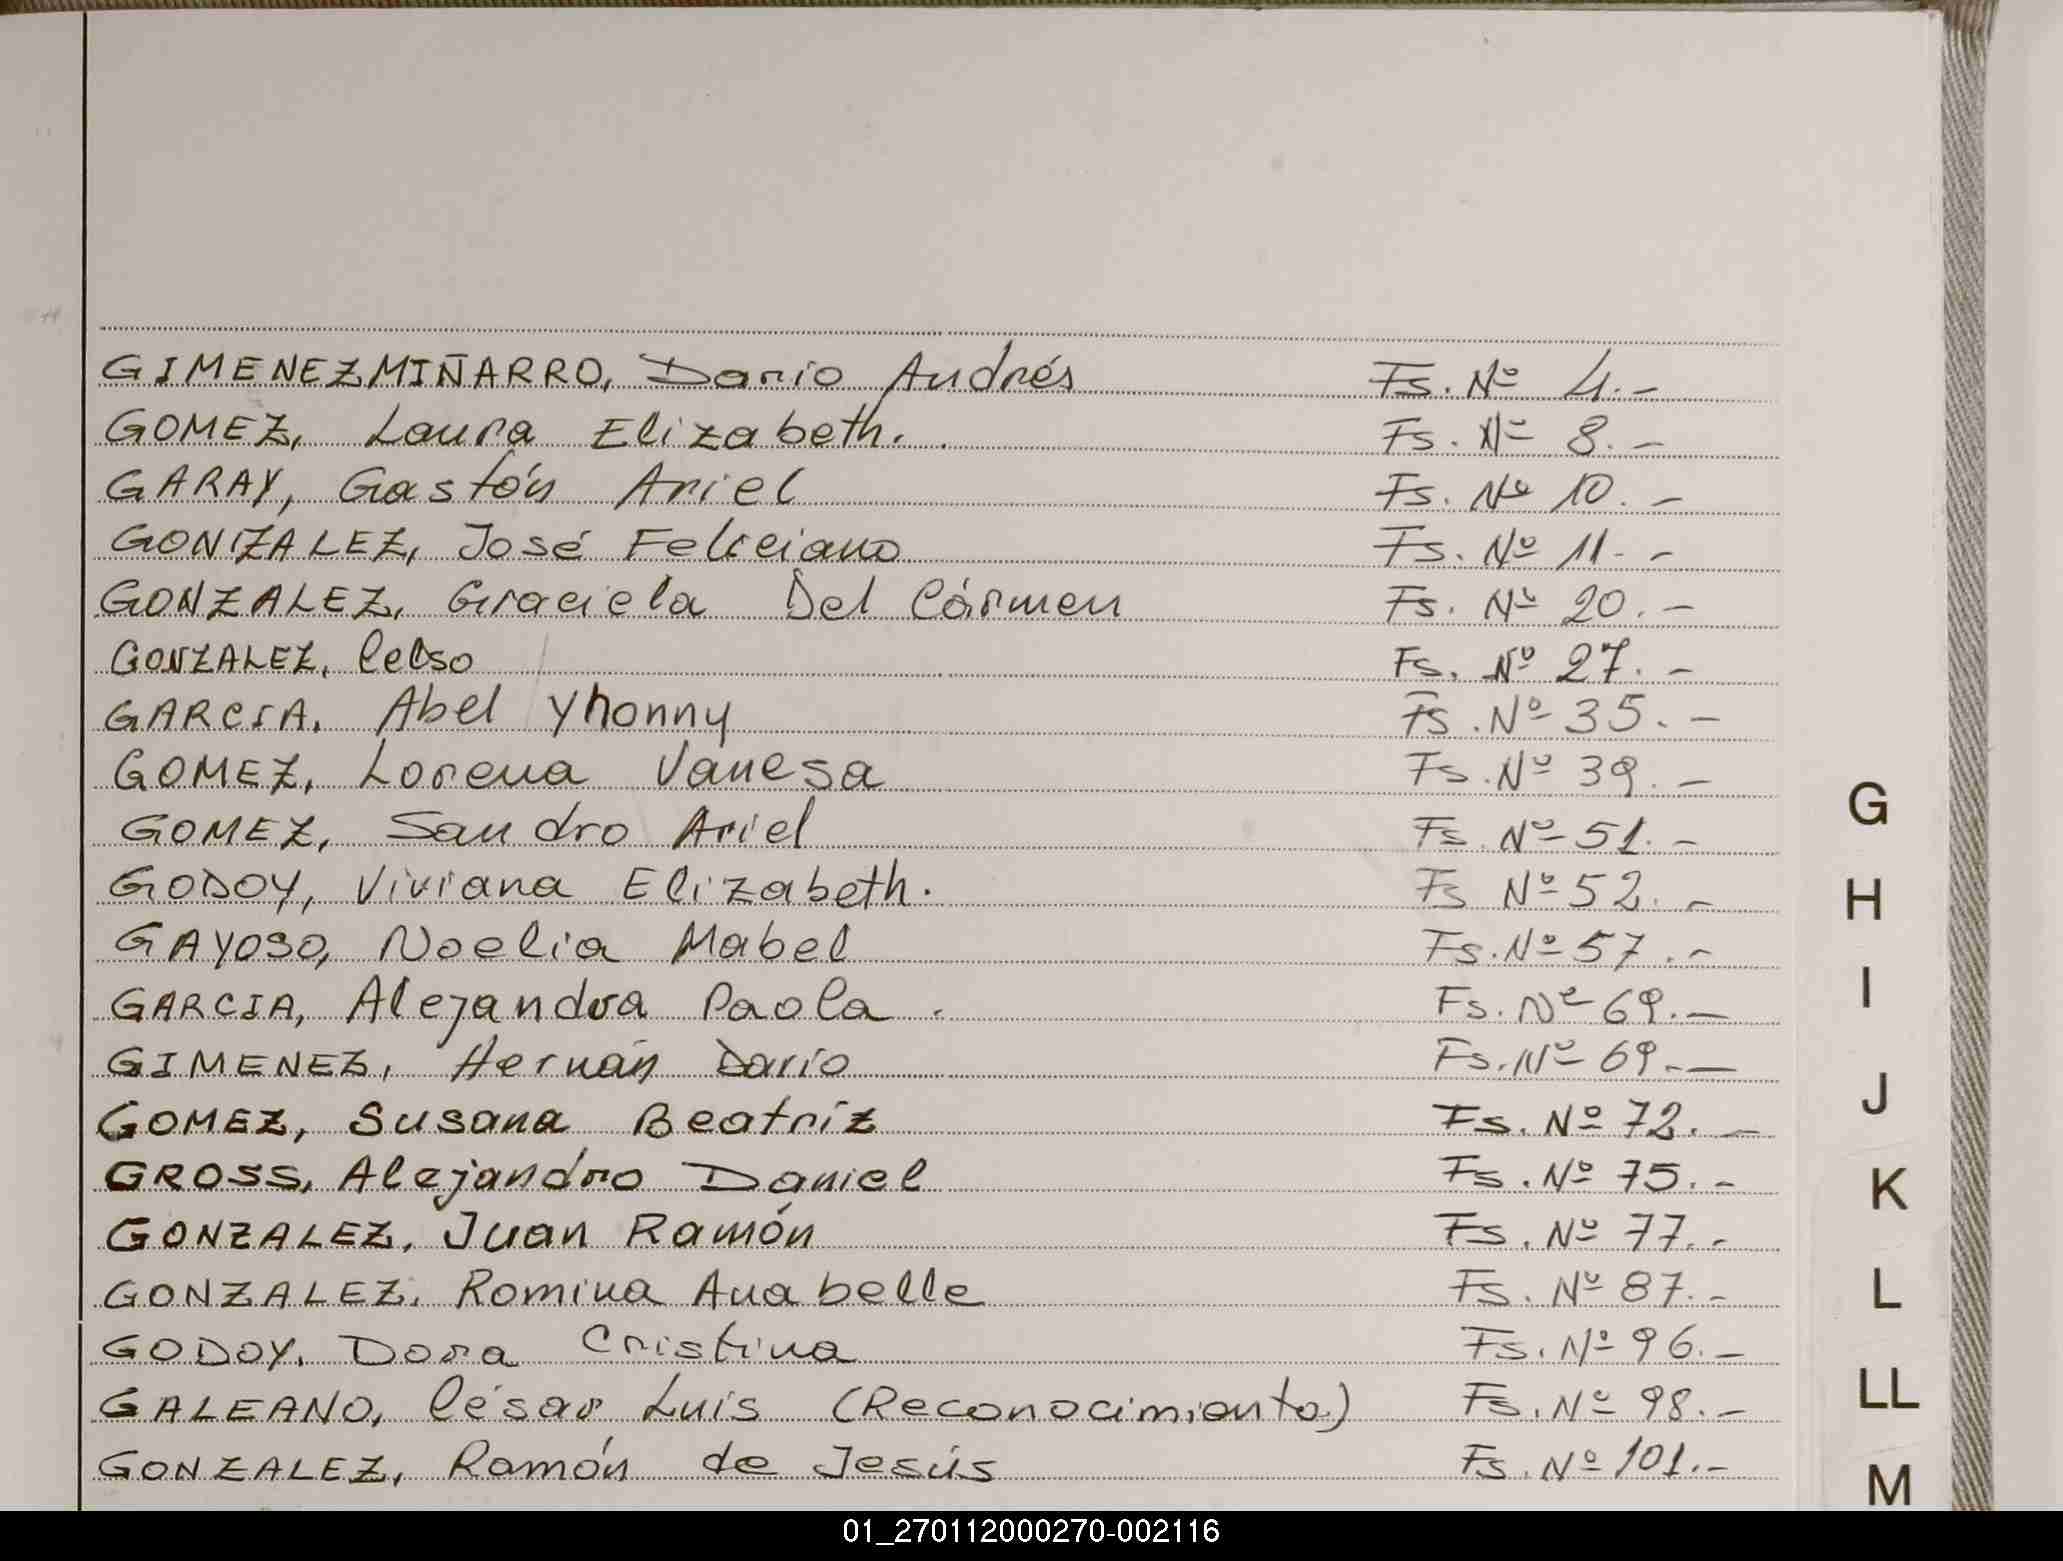 GIMENEZ MIÑARRO, Dario Andrés Fs. Nº 4.-
GOMEZ, Laura Elizabeth. Fs. Nº 8.-
GARAY, Gastón Ariel Fs. Nº 10.-
GONZALEZ, José Feliciano Fs. Nº 11.-
GONZALEZ, Graciela Del Cármen Fs. Nº 20.-
GONZALEZ, Celso Fs. Nº 27.-
GARCIA, Abel Yhonny Fs. Nº 35.-
GOMEZ, Lorena Vanesa Fs. Nº 39.-
GOMEZ, Sandro Ariel Fs. Nº 51.-
GODOY, Viviana Elizabeth. Fs Nº 52.-
GAYOSO, Noelia Mabel Fs. Nº 57.-
GARCIA, Alejandra Paola. Fs. Nº 69.-
GIMENEZ, Hernán Darío Fs. Nº 69.-
GOMEZ, Susana Beatríz Fs. Nº 72.-
GROSS, Alejandro Daniel Fs. Nº 75.-
GONZALEZ, Juan Ramón Fs. Nº 77.-
GONZALEZ, Romina Anabelle Fs. Nº 87.-
GODOY, Dora Cristina Fs. Nº 96.-
GALEANO, César Luis (Reconocimiento) Fs. Nº 98.-
GONZALEZ, Ramón de Jesús Fs. Nº 101.-
G
H
I
J
K
L
LL
M
01_270112000270-002116